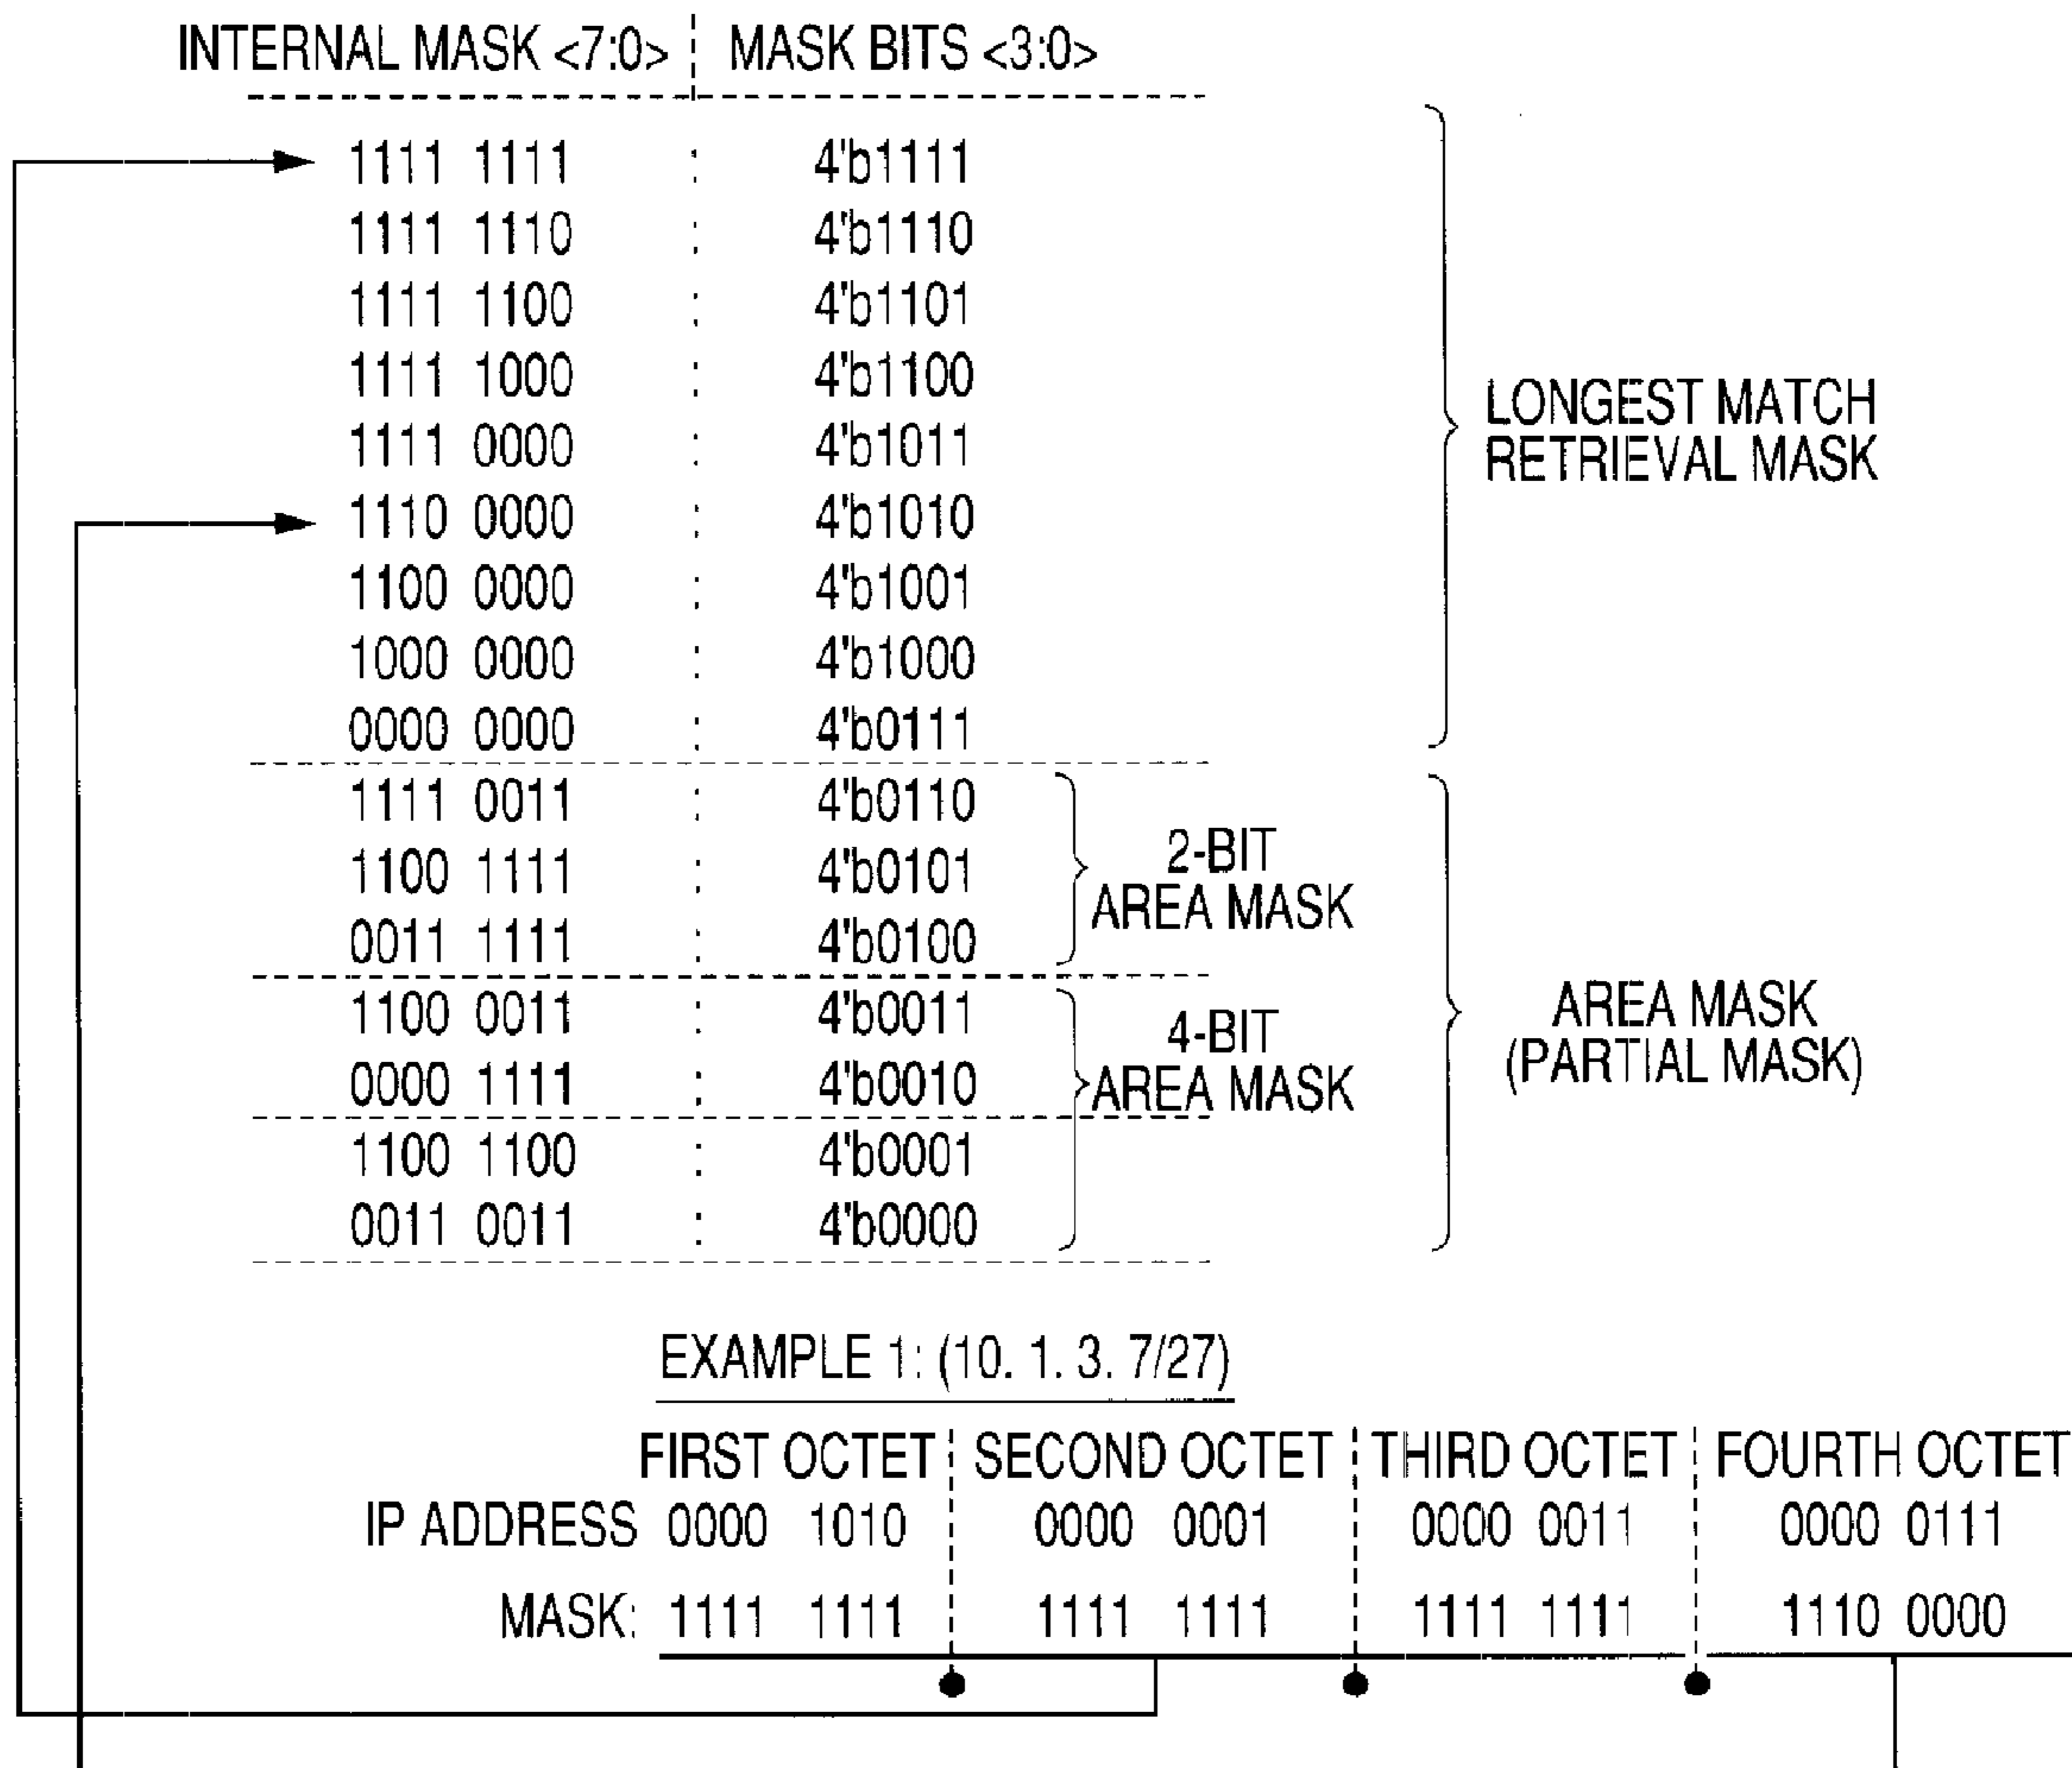 INTERNAL MASK <7:0> MASK BITS <3:0>
1111 1111 : 4'b1111
1111 1110 : 4'b1110
1111 1100 : 4'b1101
1111 1000 : 4'b1100
1111 0000 : 4'b1011
1110 0000 : 4'b1010
1100 0000 : 4'b1001
1000 0000 : 4'b1000
0000 0000 : 4'b0111
LONGEST MATCH
RETRIEVAL MASK
1111 0011 : 4'b0110
1100 1111 : 4'b0101
0011 1111 : 4'b0100
2-BIT
AREA MASK
1100 0011 : 4'b0011
0000 1111 : 4'b0010
1100 1100 : 4'b0001
0011 0011 : 4'b0000
4-BIT
AREA MASK
AREA MASK
(PARTIAL MASK)
EXAMPLE 1: (10. 1. 3. 7/27)
FIRST OCTET SECOND OCTET THIRD OCTET FOURTH OCTET
IP ADDRESS 0000 1010 0000 0001 0000 0011 0000 0111
MASK: 1111 1111 1111 1111 1111 1111 1110 0000